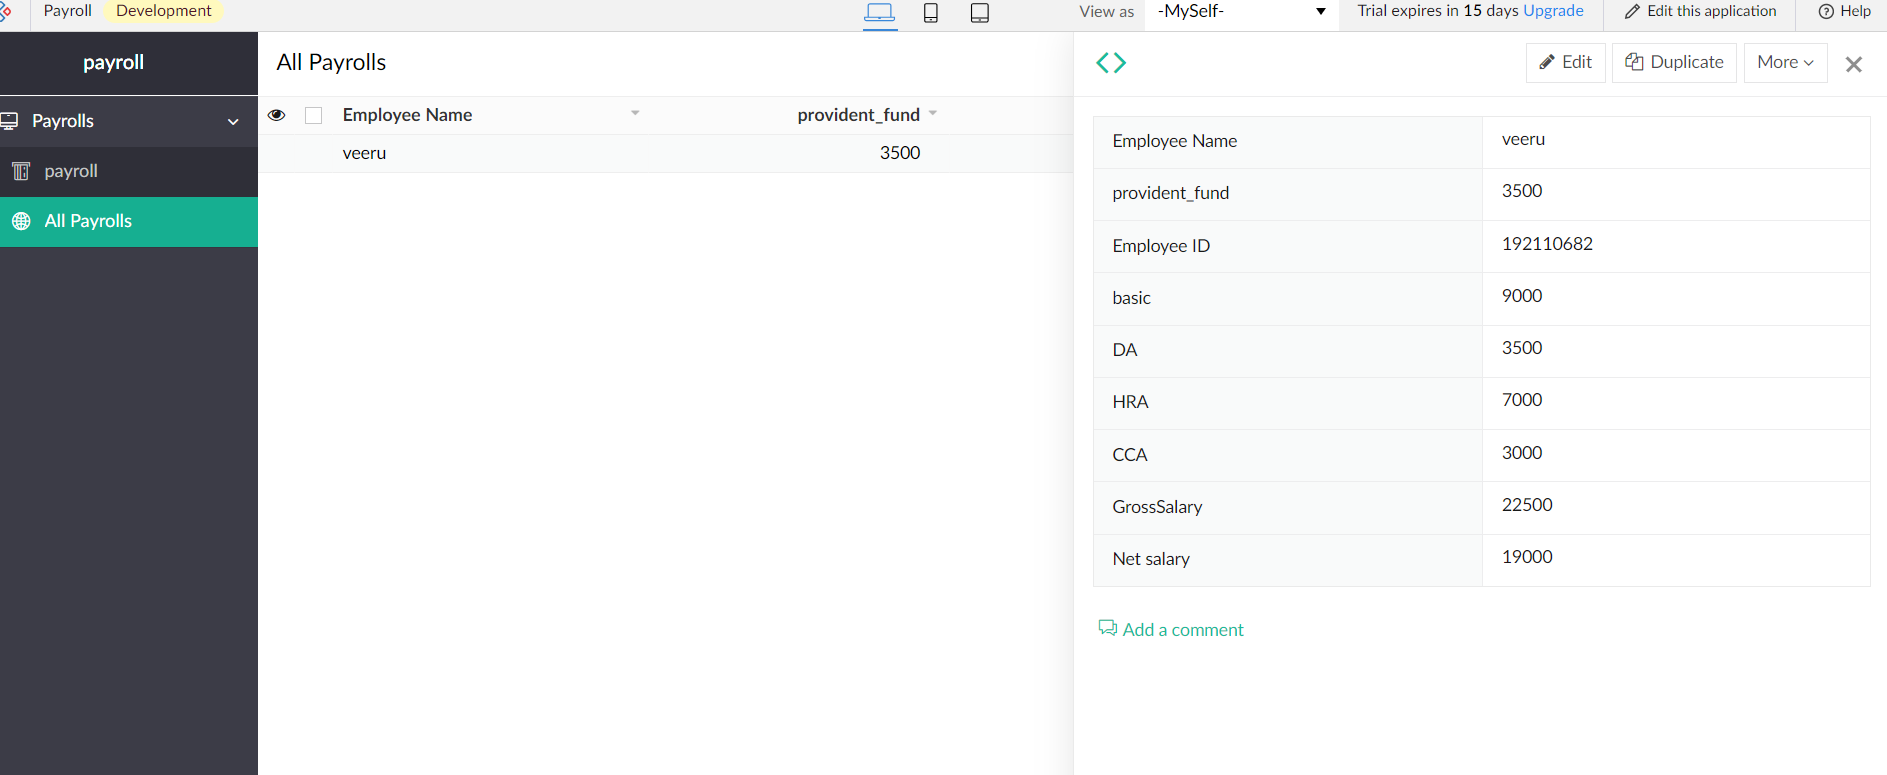 Payroll Development View as -MySelf- Trial expires in 15 days Upgrade Edit this application Help
payroll
Payrolls
payroll
All Payrolls
All Payrolls
Employee Name provident_fund
veeru 3500
Edit Duplicate More
Employee Name veeru
provident_fund 3500
Employee ID 192110682
basic 9000
DA 3500
HRA 7000
CCA 3000
GrossSalary 22500
Net salary 19000
Add a comment